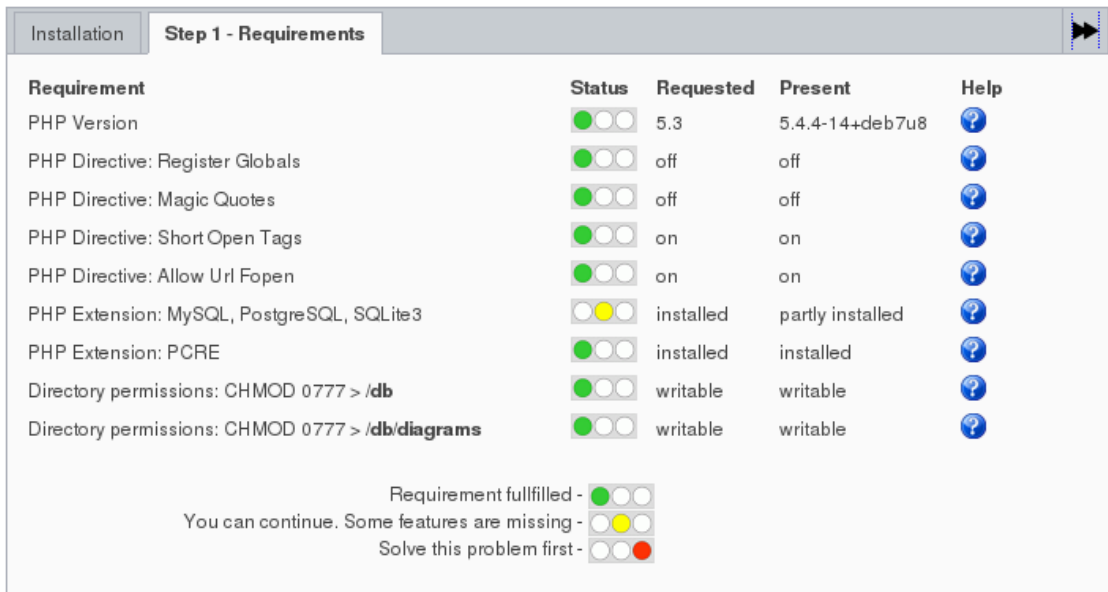 Installation Step 1 - Requirements
Requirement Status Requested Present Help
PHP Version 5.3 5.4.4-14+deb7u8 ?
PHP Directive: Register Globals off off ?
PHP Directive: Magic Quotes off off ?
PHP Directive: Short Open Tags on on ?
PHP Directive: Allow Url Fopen on on ?
PHP Extension: MySQL, PostgreSQL, SQLite3 installed partly installed ?
PHP Extension: PCRE installed installed ?
Directory permissions: CHMOD 0777 > /db writable writable ?
Directory permissions: CHMOD 0777 > /db/diagrams writable writable ?
Requirement fullfilled -
You can continue. Some features are missing -
Solve this problem first -